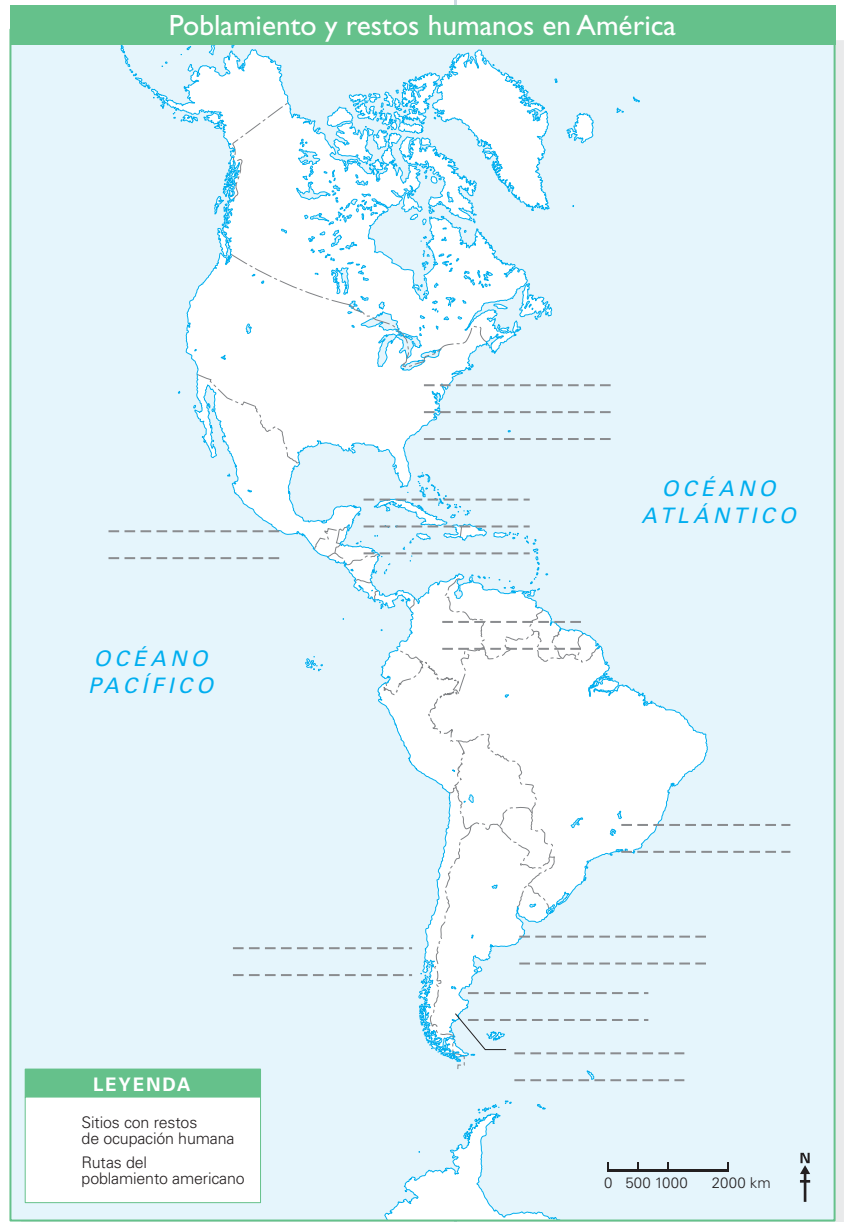 Poblamiento y restos humanos en América
OCÉANO
ATLÁNTICO
OCÉANO
PACÍFICO
LEYENDA
Sitios con restos
de ocupación humana
Rutas del
poblamiento americano
0 500 1000 2000 km
N